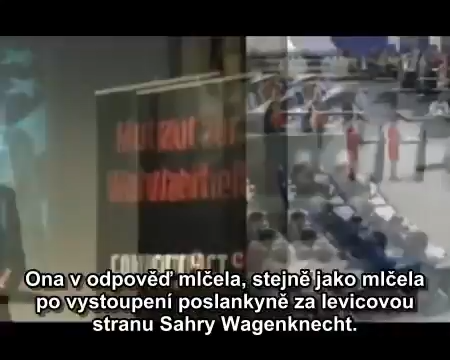 Ona v odpověď mlčela, stejně jako mlčela
po vystoupení poslankyně za levicovou
stranu Sahry Wagenknecht.